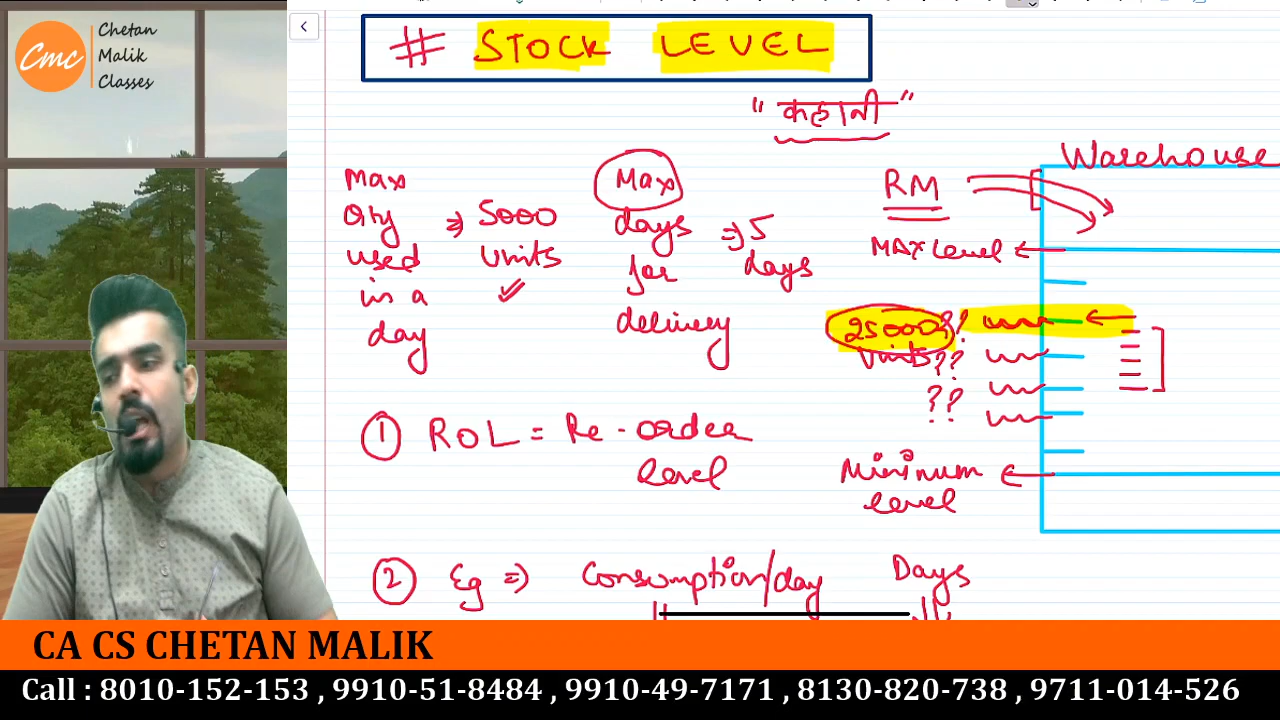 Cmc
Chetan
Malik
Classes
# STOCK LEVEL
"कहानी"
Warehouse
Max
Qty
used
in a
day
⇒ 5000
units
✓
Max
days
for
delivery
⇒ 5
days
RM
MAX Level
25000 ??
units ??
??
Minimum
level
① ROL = Re-order
level
② Eg ⇒ Consumption/day Days
CA CS CHETAN MALIK
Call : 8010-152-153 , 9910-51-8484 , 9910-49-7171 , 8130-820-738 , 9711-014-526